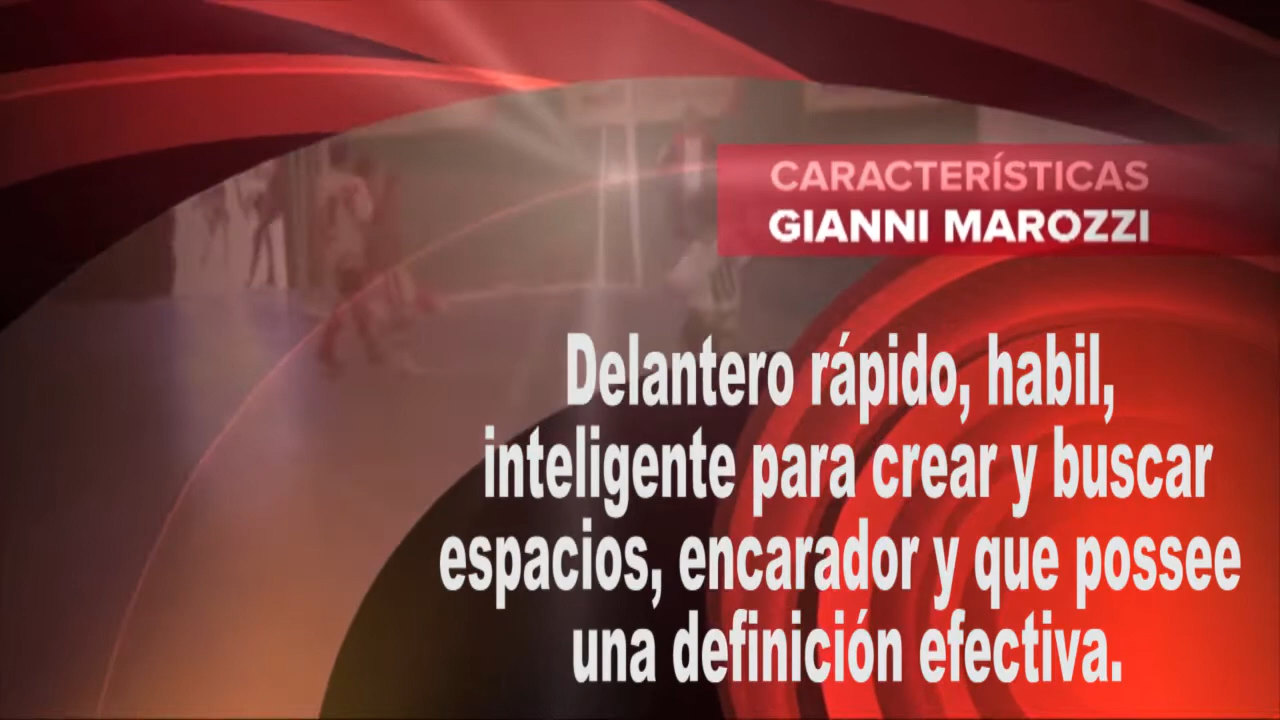 CARACTERÍSTICAS
GIANNI MAROZZI
Delantero rápido, habil,
inteligente para crear y buscar
espacios, encarador y que possee
una definición efectiva.